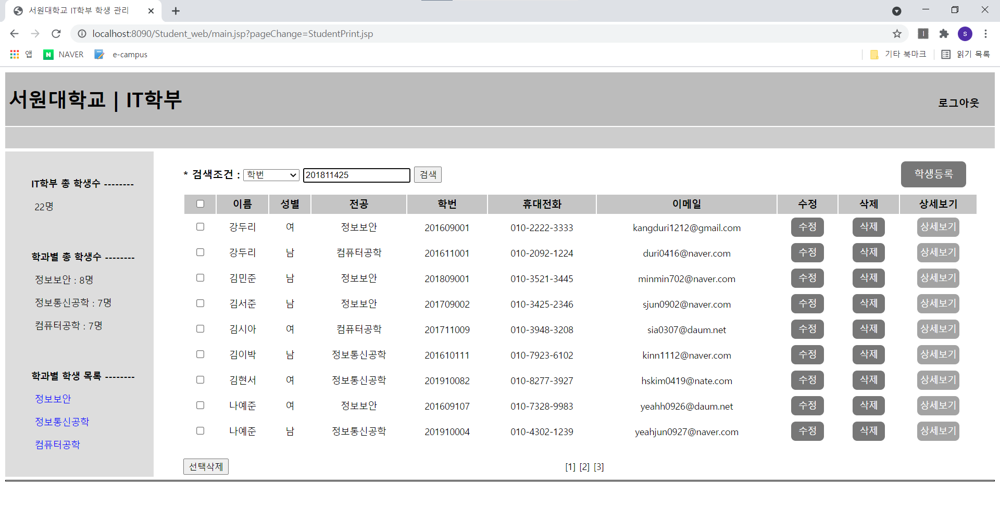 서원대학교 IT학부 학생 관리
localhost:8090/Student_web/main.jsp?pageChange=StudentPrint.jsp
I
s
앱 N NAVER e-campus 기타 북마크 읽기 목록
서원대학교 | IT학부 로그아웃
IT학부 총 학생수 --------
22명
학과별 총 학생수 --------
정보보안 : 8명
정보통신공학 : 7명
컴퓨터공학 : 7명
학과별 학생 목록 --------
정보보안
정보통신공학
컴퓨터공학
* 검색조건 : 학번 201811425 검색 학생등록
이름 성별 전공 학번 휴대전화 이메일 수정 삭제 상세보기
강두리 여 정보보안 201609001 010-2222-3333 kangduri1212@gmail.com 수정 삭제 상세보기
강두리 남 컴퓨터공학 201611001 010-2092-1224 duri0416@naver.com 수정 삭제 상세보기
김민준 남 정보보안 201809001 010-3521-3445 minmin702@naver.com 수정 삭제 상세보기
김서준 남 정보보안 201709002 010-3425-2346 sjun0902@naver.com 수정 삭제 상세보기
김시아 여 컴퓨터공학 201711009 010-3948-3208 sia0307@daum.net 수정 삭제 상세보기
김이박 남 정보통신공학 201610111 010-7923-6102 kinn1112@naver.com 수정 삭제 상세보기
김현서 여 정보통신공학 201910082 010-8277-3927 hskim0419@nate.com 수정 삭제 상세보기
나예준 여 정보보안 201609107 010-7328-9983 yeahh0926@daum.net 수정 삭제 상세보기
나예준 남 정보통신공학 201910004 010-4302-1239 yeahjun0927@naver.com 수정 삭제 상세보기
선택삭제 [1] [2] [3]